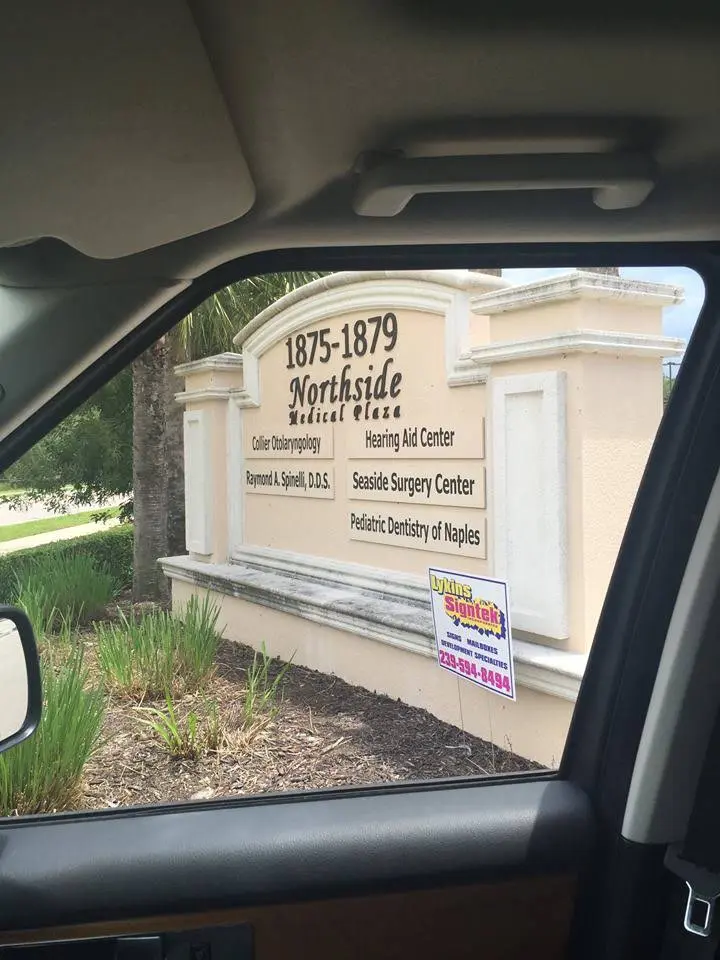 1875-1879
Northside
Medical Plaza
Collier Otolaryngology
Hearing Aid Center
Raymond A. Spinelli, D.D.S.
Seaside Surgery Center
Pediatric Dentistry of Naples
Lykins
Signtek
SIGNS MAILBOXES
DEVELOPMENT SPECIALTIES
239-594-8494